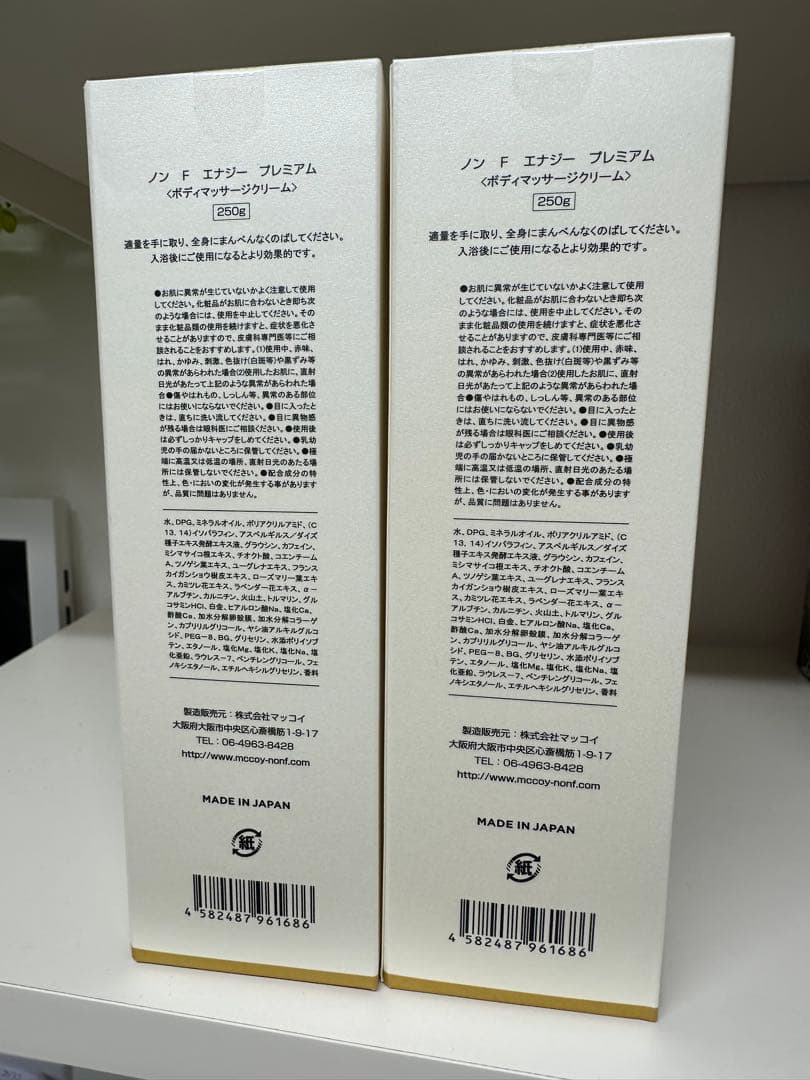 ノン F エナジー プレミアム
〈ボディマッサージクリーム〉
250g
適量を手に取り、全身にまんべんなくのばしてください。
入浴後にご使用になるとより効果的です。
●お肌に異常が生じていないかよく注意して使用
してください。化粧品がお肌に合わないとき即ち次
のような場合には、使用を中止してください。その
まま化粧品類の使用を続けますと、症状を悪化さ
せることがありますので、皮膚科専門医等にご相
談されることをおすすめします。(1)使用中、赤味、
はれ、かゆみ、刺激、色抜け(白斑等)や黒ずみ等
の異常があらわれた場合(2)使用したお肌に、直射
日光があたって上記のような異常があらわれた場
合●傷やはれもの、しっしん等、異常のある部位
にはお使いにならないでください。●目に入ったと
きは、直ちに洗い流してください。●目に異物感
が残る場合は眼科医にご相談ください。●使用後
は必ずしっかりキャップをしめてください。●乳幼
児の手の届かないところに保管してください。●極
端に高温又は低温の場所、直射日光のあたる場
所には保管しないでください。●配合成分の特
性上、色・においの変化が発生する事があります
が、品質に問題はありません。
水、DPG、ミネラルオイル、ポリアクリルアミド、(C
13, 14)イソパラフィン、アスペルギルス/ダイズ
種子エキス発酵エキス液、グラウシン、カフェイン、
ミシマサイコ根エキス、チオクト酸、コエンチーム
A、ツノゲシ葉エキス、ユーグレナエキス、フランス
カイガンショウ樹皮エキス、ローズマリー葉エキ
ス、カミツレ花エキス、ラベンダー花エキス、α－
アルブチン、カルニチン、火山土、トルマリン、グル
コサミンHCl、白金、ヒアルロン酸Na、塩化Ca、
酢酸Ca、加水分解卵殻膜、加水分解コラーゲ
ン、カプリリルグリコール、ヤシ油アルキルグルコ
シド、PEG－8、BG、グリセリン、水添ポリイソブ
テン、エタノール、塩化Mg、塩化K、塩化Na、塩
化亜鉛、ラウレス－7、ペンチレングリコール、フェ
ノキシエタノール、エチルヘキシルグリセリン、香料
製造販売元：株式会社マッコイ
大阪府大阪市中央区心斎橋筋1-9-17
TEL：06-4963-8428
http://www.mccoy-nonf.com
MADE IN JAPAN
紙
4 582487 961686
ノン F エナジー プレミアム
〈ボディマッサージクリーム〉
250g
適量を手に取り、全身にまんべんなくのばしてください。
入浴後にご使用になるとより効果的です。
●お肌に異常が生じていないかよく注意して使用
してください。化粧品がお肌に合わないとき即ち次
のような場合には、使用を中止してください。その
まま化粧品類の使用を続けますと、症状を悪化さ
せることがありますので、皮膚科専門医等にご相
談されることをおすすめします。(1)使用中、赤味、
はれ、かゆみ、刺激、色抜け(白斑等)や黒ずみ等
の異常があらわれた場合(2)使用したお肌に、直射
日光があたって上記のような異常があらわれた場
合●傷やはれもの、しっしん等、異常のある部位
にはお使いにならないでください。●目に入ったと
きは、直ちに洗い流してください。●目に異物感
が残る場合は眼科医にご相談ください。●使用後
は必ずしっかりキャップをしめてください。●乳幼
児の手の届かないところに保管してください。●極
端に高温又は低温の場所、直射日光のあたる場
所には保管しないでください。●配合成分の特
性上、色・においの変化が発生する事があります
が、品質に問題はありません。
水、DPG、ミネラルオイル、ポリアクリルアミド、(C
13, 14)イソパラフィン、アスペルギルス/ダイズ
種子エキス発酵エキス液、グラウシン、カフェイン、
ミシマサイコ根エキス、チオクト酸、コエンチーム
A、ツノゲシ葉エキス、ユーグレナエキス、フランス
カイガンショウ樹皮エキス、ローズマリー葉エキ
ス、カミツレ花エキス、ラベンダー花エキス、α－
アルブチン、カルニチン、火山土、トルマリン、グル
コサミンHCl、白金、ヒアルロン酸Na、塩化Ca、
酢酸Ca、加水分解卵殻膜、加水分解コラーゲ
ン、カプリリルグリコール、ヤシ油アルキルグルコ
シド、PEG－8、BG、グリセリン、水添ポリイソブ
テン、エタノール、塩化Mg、塩化K、塩化Na、塩
化亜鉛、ラウレス－7、ペンチレングリコール、フェ
ノキシエタノール、エチルヘキシルグリセリン、香料
製造販売元：株式会社マッコイ
大阪府大阪市中央区心斎橋筋1-9-17
TEL：06-4963-8428
http://www.mccoy-nonf.com
MADE IN JAPAN
紙
4 582487 961686